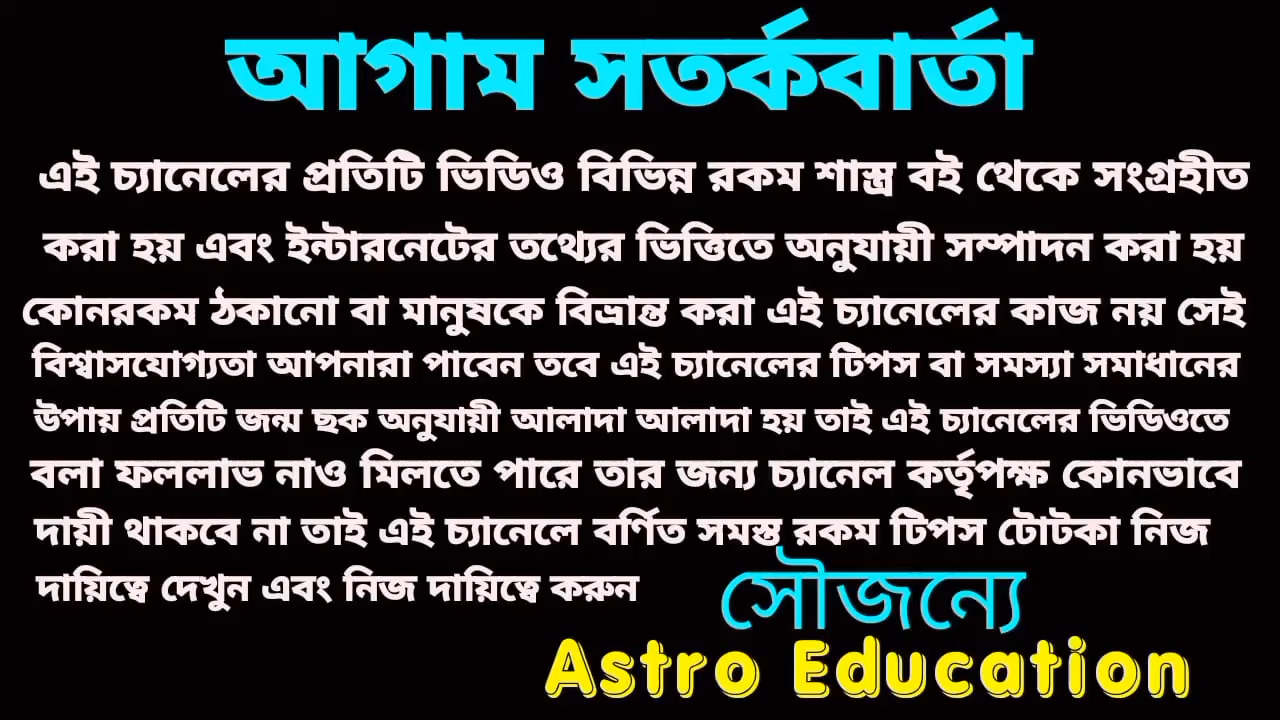 আগাম সতর্কবার্তা
এই চ্যানেলের প্রতিটি ভিডিও বিভিন্ন রকম শাস্ত্র বই থেকে সংগ্রহীত
করা হয় এবং ইন্টারনেটের তথ্যের ভিত্তিতে অনুযায়ী সম্পাদন করা হয়
কোনরকম ঠকানো বা মানুষকে বিভ্রান্ত করা এই চ্যানেলের কাজ নয় সেই
বিশ্বাসযোগ্যতা আপনারা পাবেন তবে এই চ্যানেলের টিপস বা সমস্যা সমাধানের
উপায় প্রতিটি জন্ম ছক অনুযায়ী আলাদা আলাদা হয় তাই এই চ্যানেলের ভিডিওতে
বলা ফললাভ নাও মিলতে পারে তার জন্য চ্যানেল কর্তৃপক্ষ কোনভাবে
দায়ী থাকবে না তাই এই চ্যানেলে বর্ণিত সমস্ত রকম টিপস টোটকা নিজ
দায়িত্বে দেখুন এবং নিজ দায়িত্বে করুন
সৌজন্যে
Astro Education